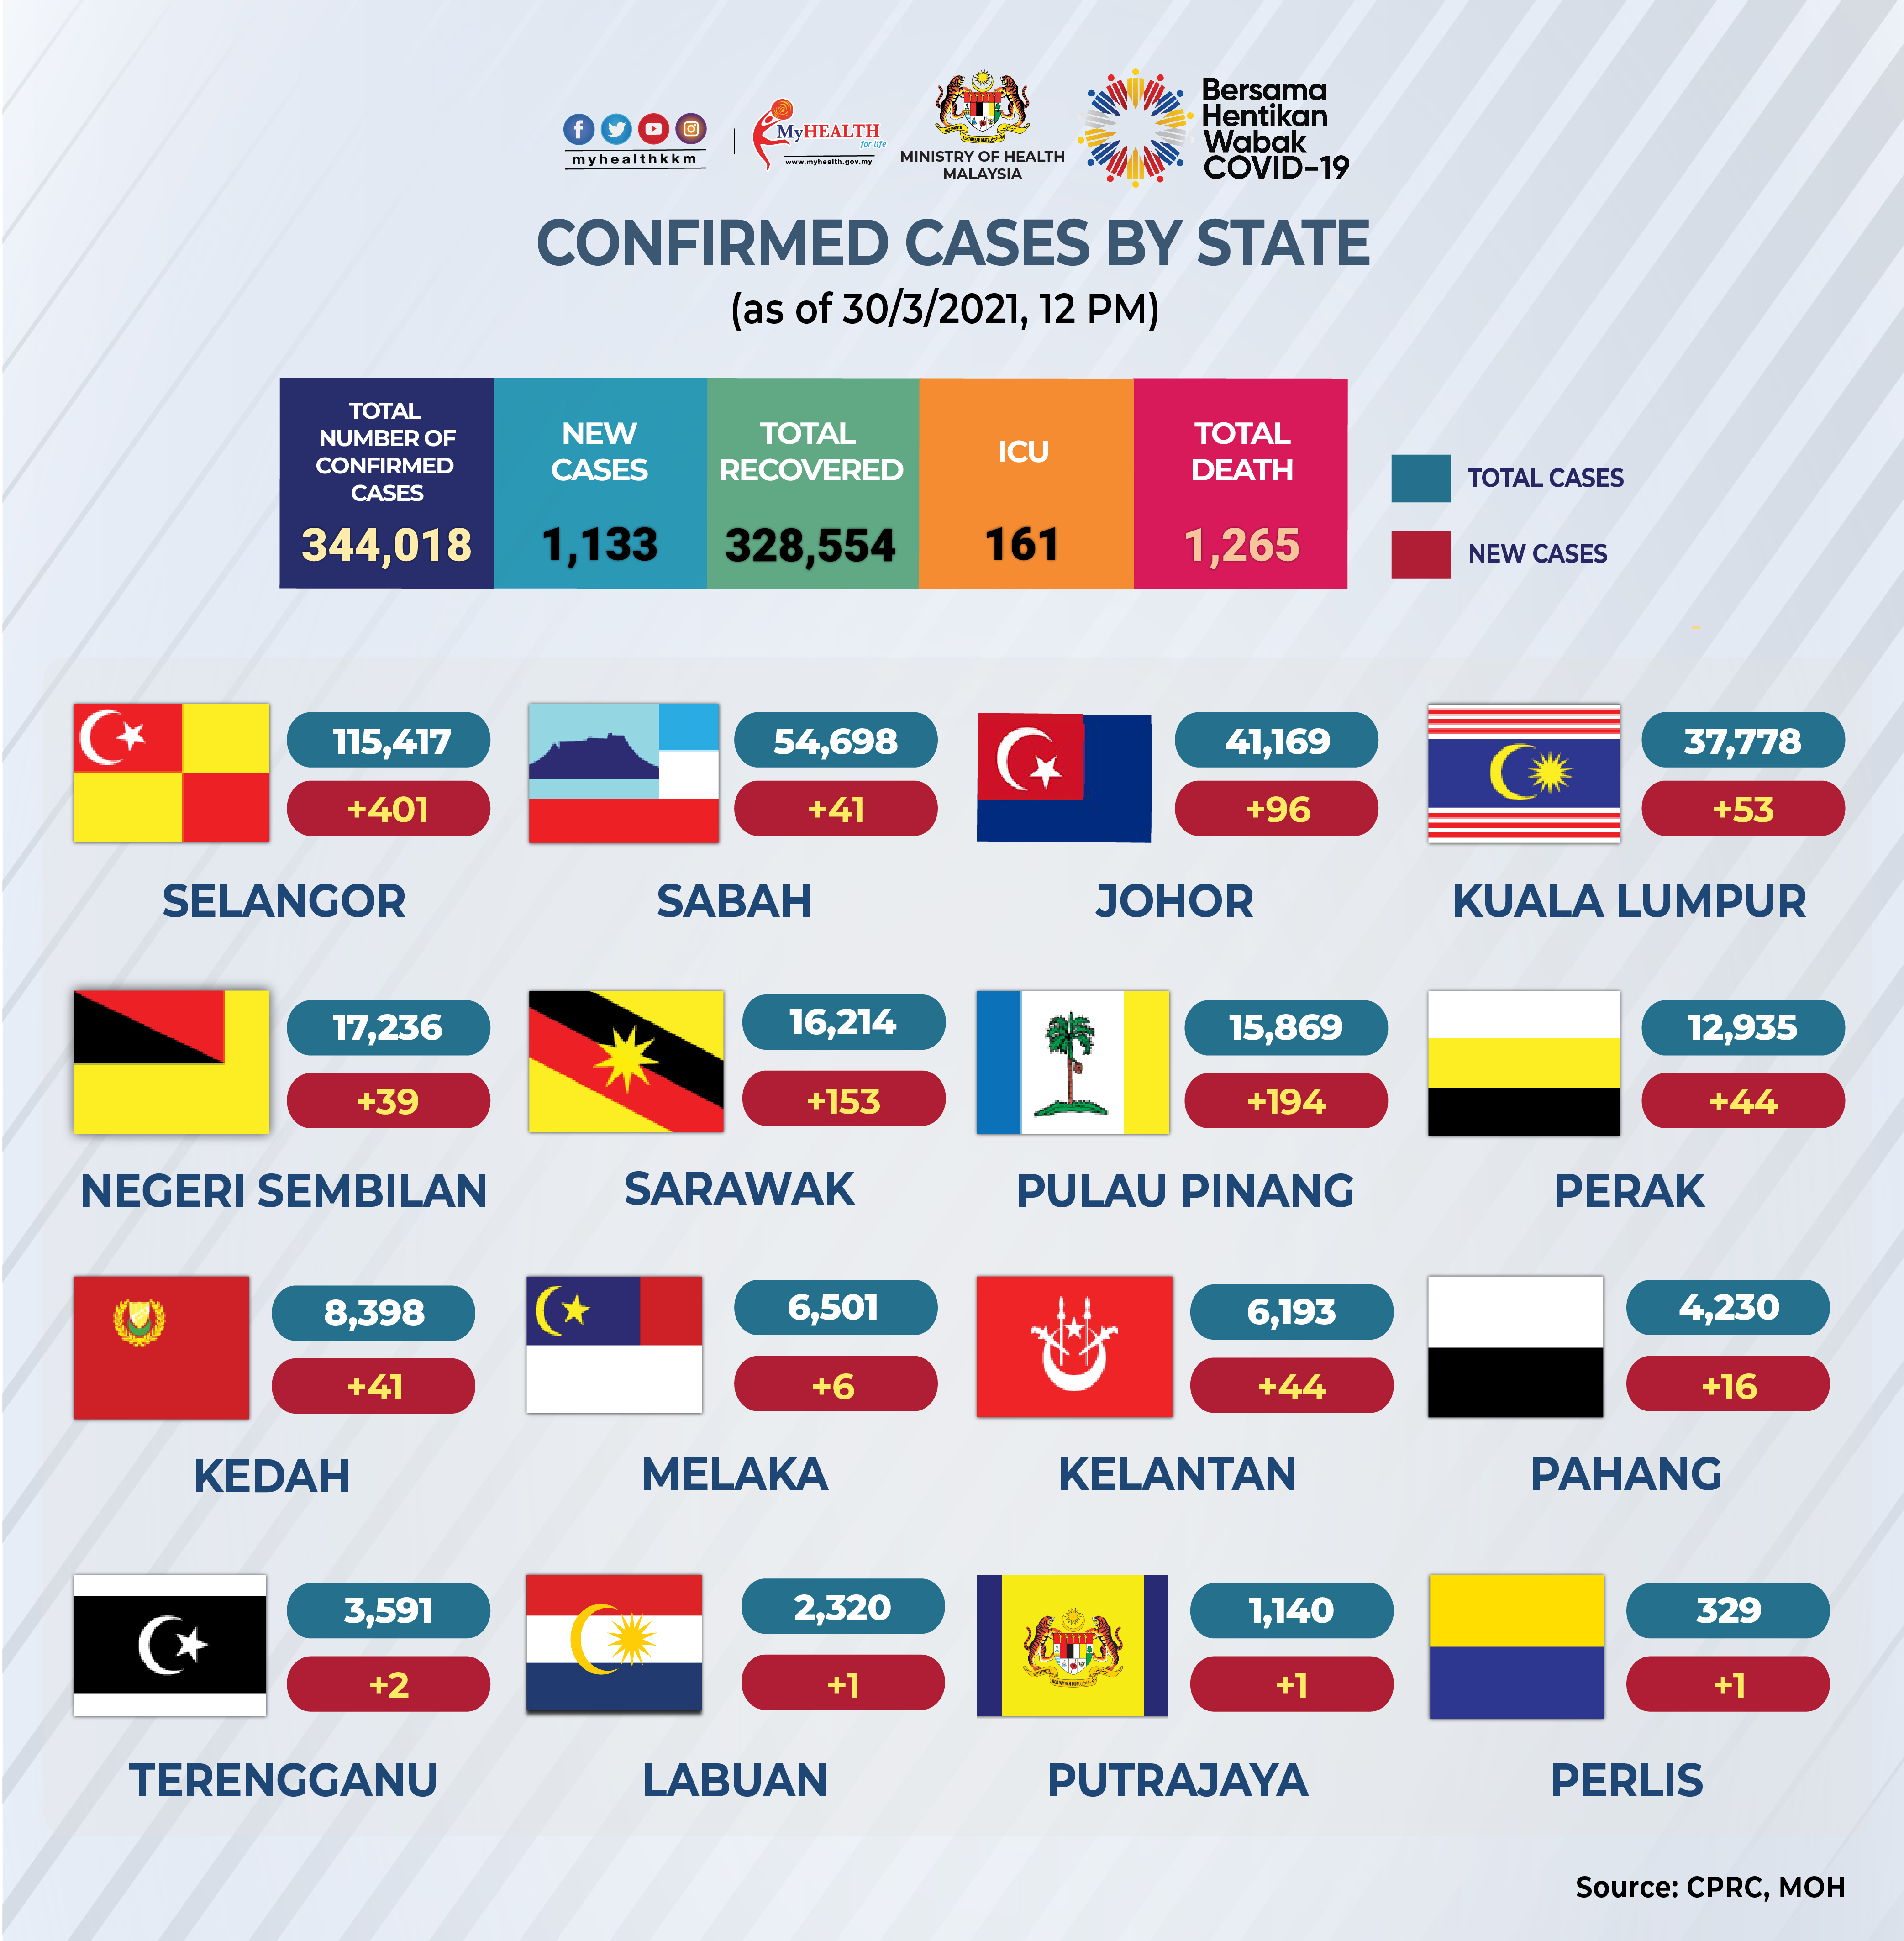 myhealthkkm
MyHEALTH
for life
www.myhealth.gov.my
MINISTRY OF HEALTH
MALAYSIA
Bersama
Hentikan
Wabak
COVID-19
CONFIRMED CASES BY STATE
(as of 30/3/2021, 12 PM)
TOTAL
NUMBER OF
CONFIRMED
CASES
344,018
NEW
CASES
1,133
TOTAL
RECOVERED
328,554
ICU
161
TOTAL
DEATH
1,265
TOTAL CASES
NEW CASES
115,417
+401
SELANGOR
54,698
+41
SABAH
41,169
+96
JOHOR
37,778
+53
KUALA LUMPUR
17,236
+39
NEGERI SEMBILAN
16,214
+153
SARAWAK
15,869
+194
PULAU PINANG
12,935
+44
PERAK
8,398
+41
KEDAH
6,501
+6
MELAKA
6,193
+44
KELANTAN
4,230
+16
PAHANG
3,591
+2
TERENGGANU
2,320
+1
LABUAN
1,140
+1
PUTRAJAYA
329
+1
PERLIS
Source: CPRC, MOH